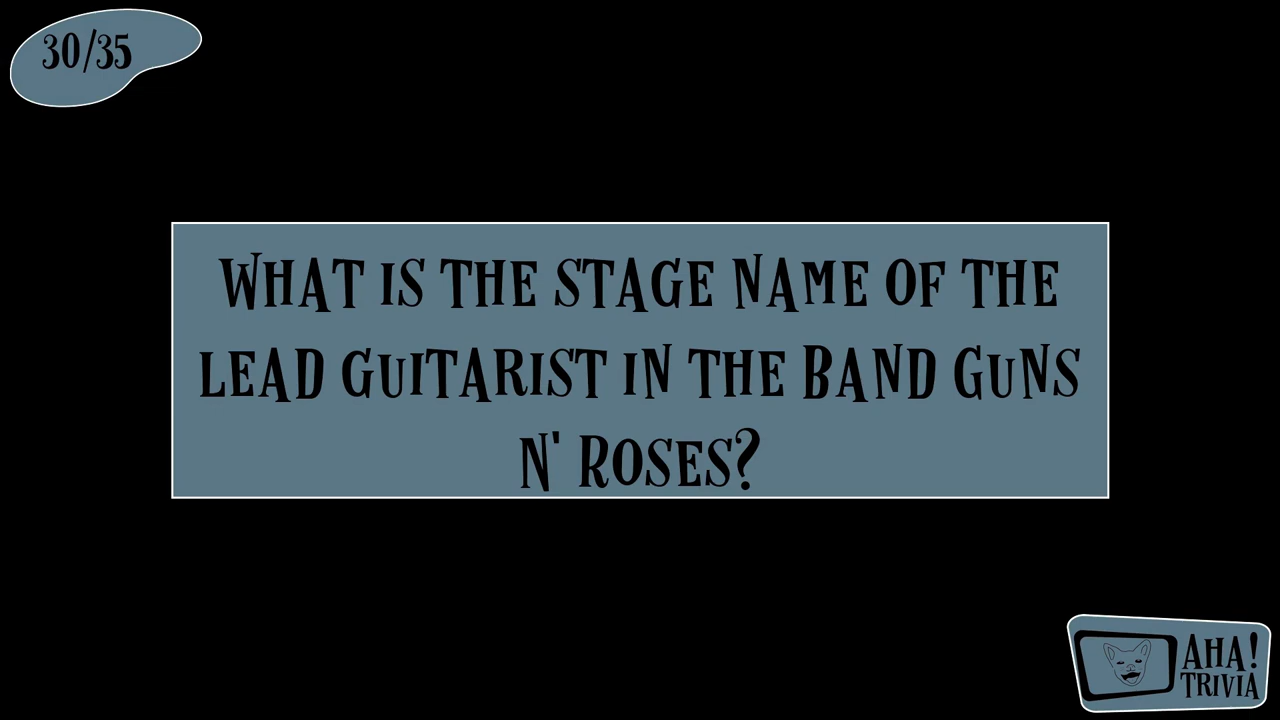 30/35
WHAT IS THE STAGE NAME OF THE
LEAD GUITARIST IN THE BAND GUNS
N' ROSES?
AHA!
TRIVIA